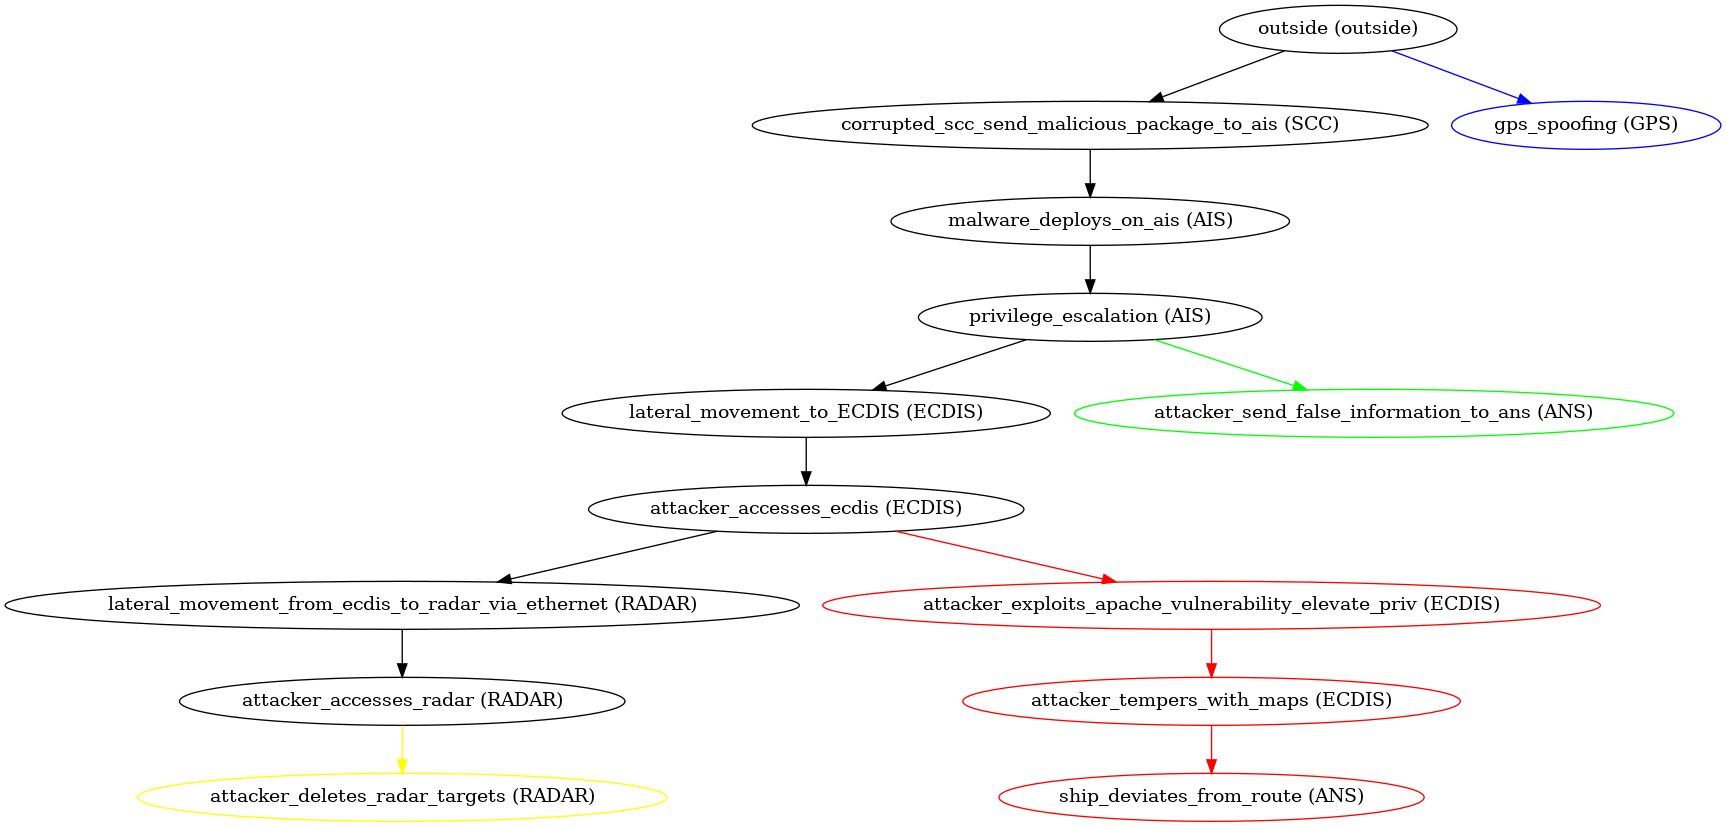 outside (outside)
corrupted_scc_send_malicious_package_to_ais (SCC)
gps_spoofing (GPS)
malware_deploys_on_ais (AIS)
privilege_escalation (AIS)
lateral_movement_to_ECDIS (ECDIS)
attacker_send_false_information_to_ans (ANS)
attacker_accesses_ecdis (ECDIS)
lateral_movement_from_ecdis_to_radar_via_ethernet (RADAR)
attacker_exploits_apache_vulnerability_elevate_priv (ECDIS)
attacker_accesses_radar (RADAR)
attacker_tempers_with_maps (ECDIS)
attacker_deletes_radar_targets (RADAR)
ship_deviates_from_route (ANS)